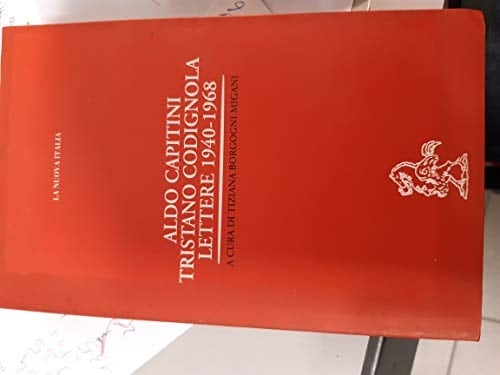 LA NUOVA ITALIA
ALDO CAPITINI
TRISTANO CODIGNOLA
LETTERE 1940-1968
A CURA DI TIZIANA BORGOGNI MIGANI